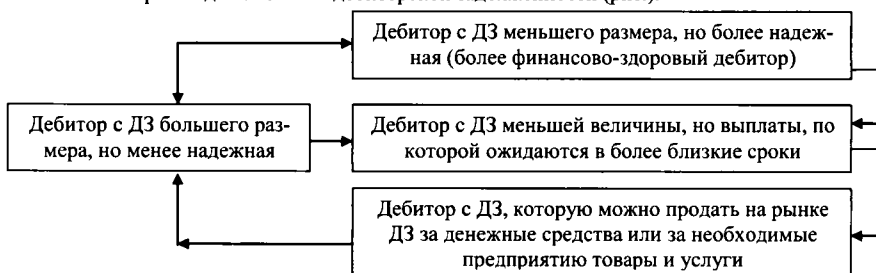 Дебитор с ДЗ меньшего размера, но более надеж-
ная (более финансово-здоровый дебитор)
Дебитор с ДЗ большего раз-
мера, но менее надежная
Дебитор с ДЗ меньшей величины, но выплаты, по
которой ожидаются в более близкие сроки
Дебитор с ДЗ, которую можно продать на рынке
ДЗ за денежные средства или за необходимые
предприятию товары и услуги